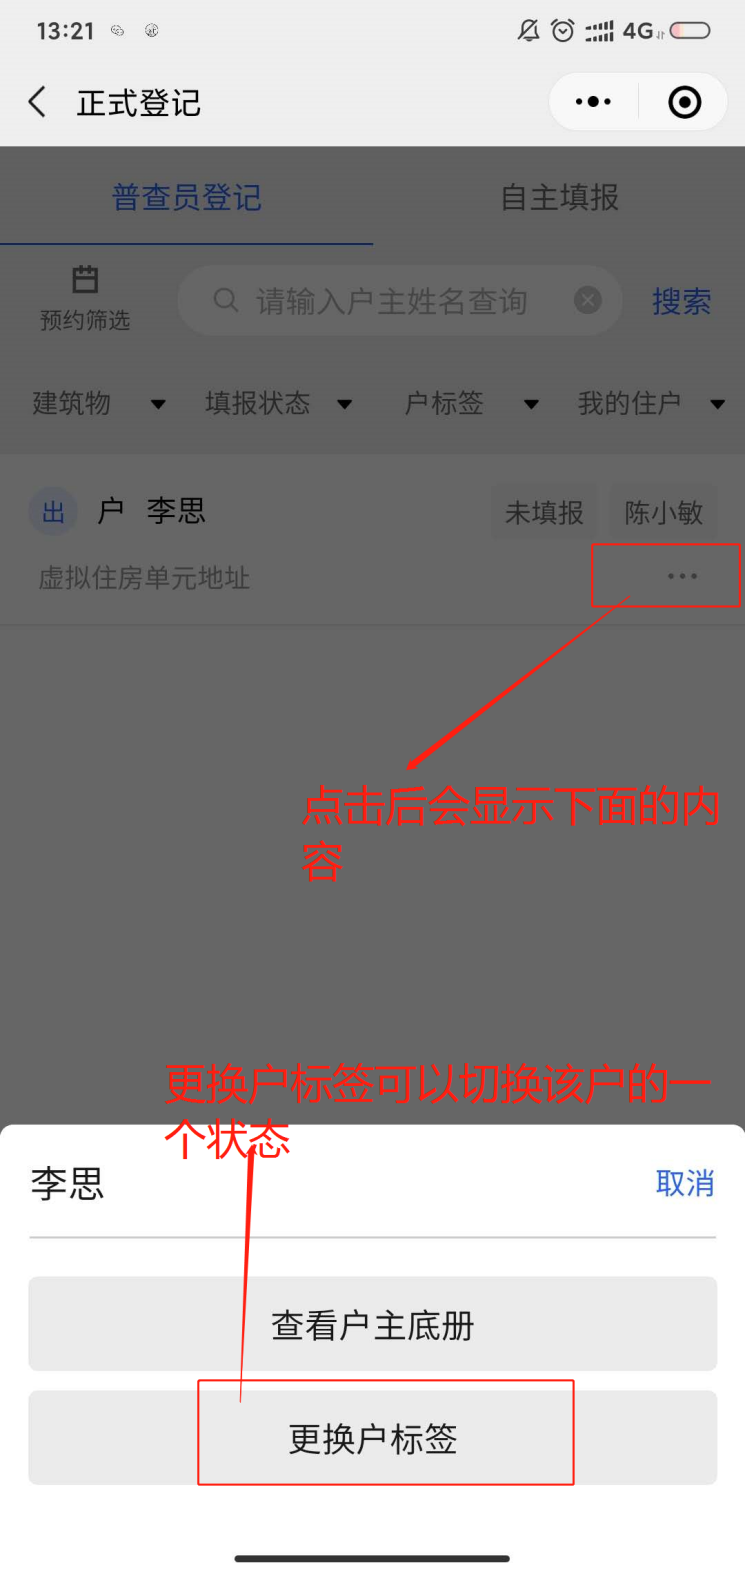 13:21 4G
正式登记
普查员登记 自主填报
预约筛选 请输入户主姓名查询 搜索
建筑物 填报状态 户标签 我的住户
出 户 李思 未填报 陈小敏
虚拟住房单元地址
点击后会显示下面的内
容
更换户标签可以切换该户的一
个状态
李思 取消
查看户主底册
更换户标签